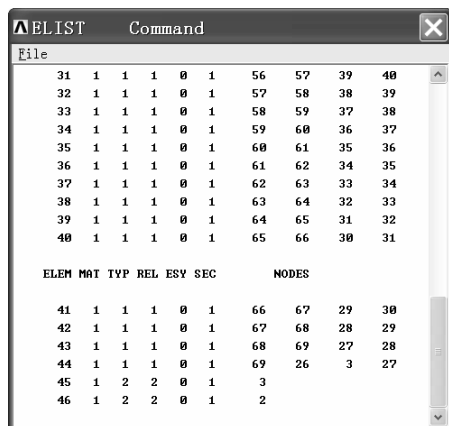 ELIST Command
File
31 1 1 1 0 1 56 57 39 40
32 1 1 1 0 1 57 58 38 39
33 1 1 1 0 1 58 59 37 38
34 1 1 1 0 1 59 60 36 37
35 1 1 1 0 1 60 61 35 36
36 1 1 1 0 1 61 62 34 35
37 1 1 1 0 1 62 63 33 34
38 1 1 1 0 1 63 64 32 33
39 1 1 1 0 1 64 65 31 32
40 1 1 1 0 1 65 66 30 31
ELEM MAT TYP REL ESY SEC NODES
41 1 1 1 0 1 66 67 29 30
42 1 1 1 0 1 67 68 28 29
43 1 1 1 0 1 68 69 27 28
44 1 1 1 0 1 69 26 3 27
45 1 2 2 0 1 3
46 1 2 2 0 1 2